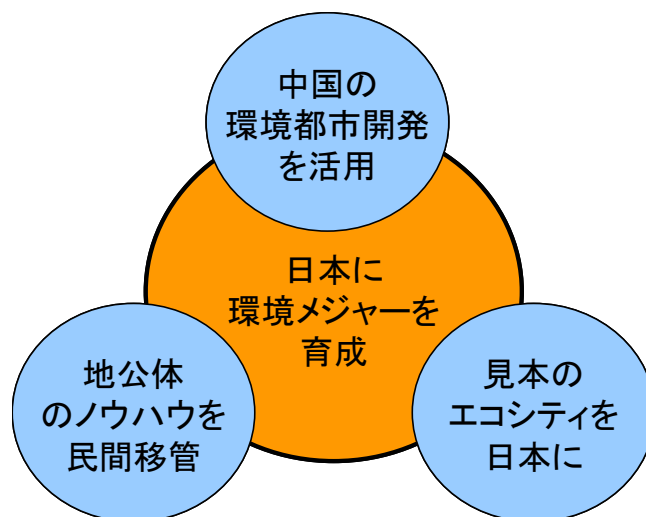 中国の
環境都市開発
を活用
日本に
環境メジャーを
育成
地公体
のノウハウを
民間移管
見本の
エコシティを
日本に